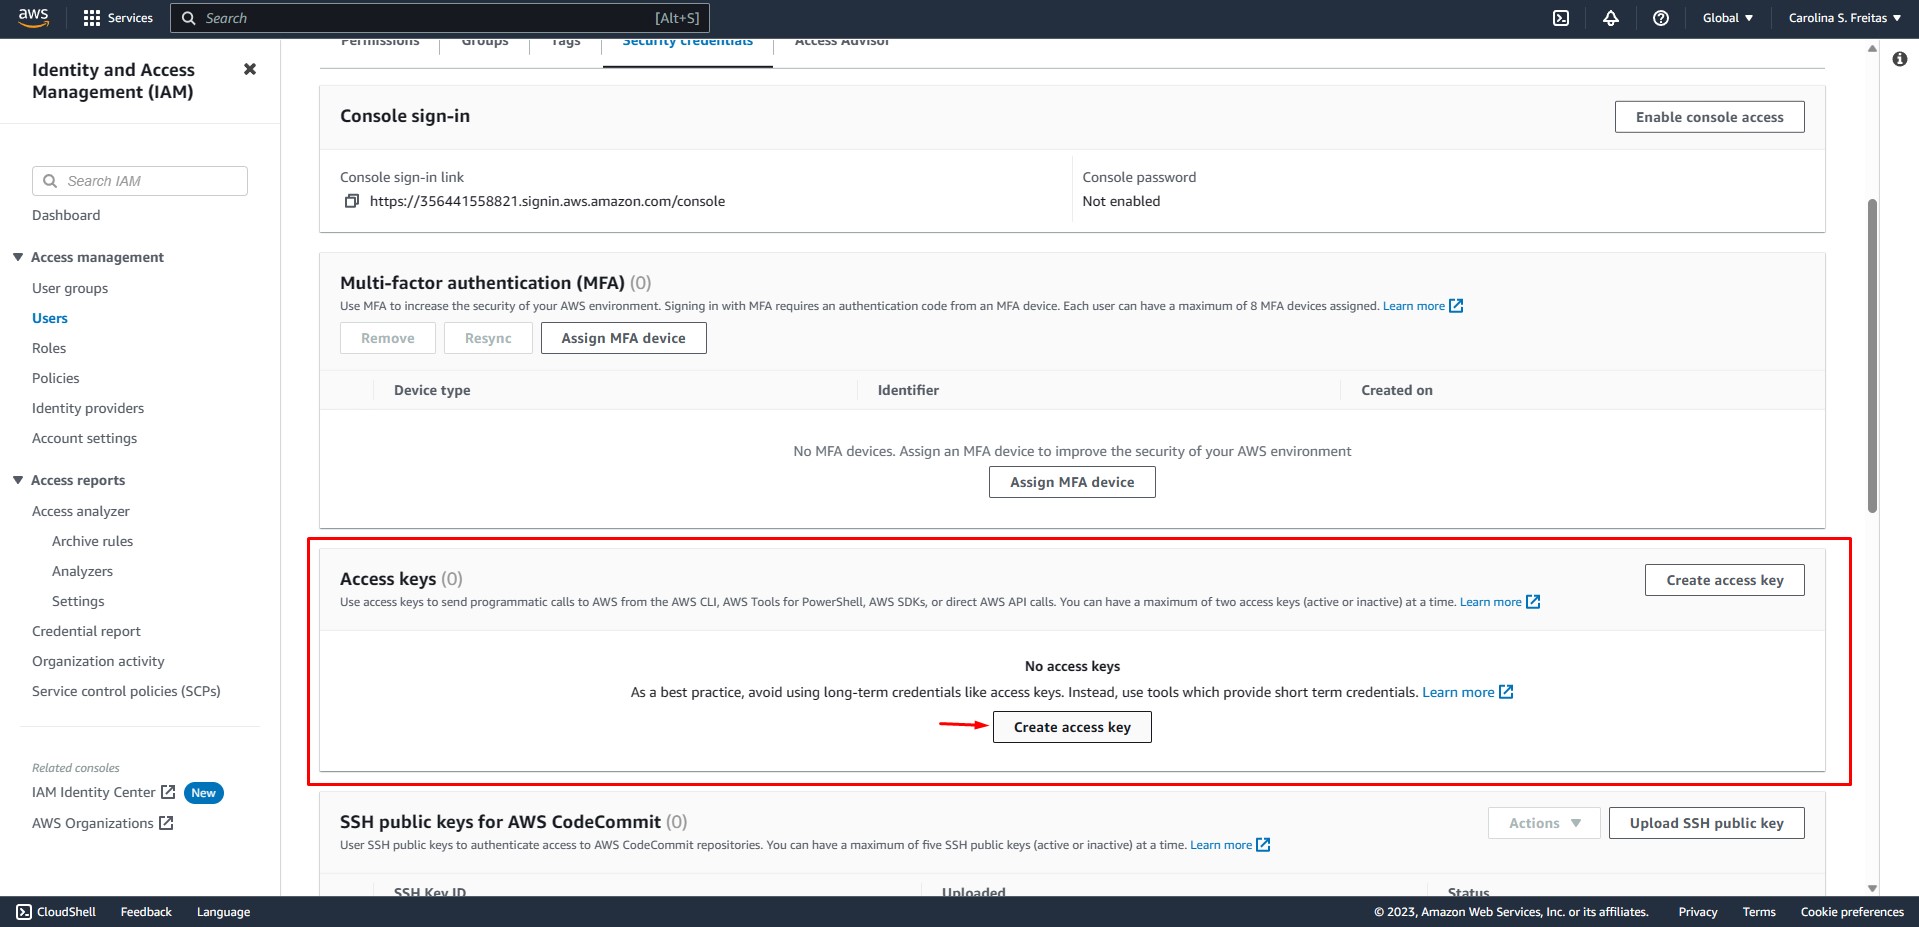 aws
Services
Search
[Alt+S]
Global
Carolina S. Freitas
Identity and Access
Management (IAM)
Search IAM
Dashboard
Access management
User groups
Users
Roles
Policies
Identity providers
Account settings
Access reports
Access analyzer
Archive rules
Analyzers
Settings
Credential report
Organization activity
Service control policies (SCPs)
Related consoles
IAM Identity Center New
AWS Organizations
Permissions
Groups
Tags
Security credentials
Access Advisor
Console sign-in
Enable console access
Console sign-in link
https://356441558821.signin.aws.amazon.com/console
Console password
Not enabled
Multi-factor authentication (MFA) (0)
Use MFA to increase the security of your AWS environment. Signing in with MFA requires an authentication code from an MFA device. Each user can have a maximum of 8 MFA devices assigned. Learn more
Remove
Resync
Assign MFA device
Device type
Identifier
Created on
No MFA devices. Assign an MFA device to improve the security of your AWS environment
Assign MFA device
Access keys (0)
Create access key
Use access keys to send programmatic calls to AWS from the AWS CLI, AWS Tools for PowerShell, AWS SDKs, or direct AWS API calls. You can have a maximum of two access keys (active or inactive) at a time. Learn more
No access keys
As a best practice, avoid using long-term credentials like access keys. Instead, use tools which provide short term credentials. Learn more
Create access key
SSH public keys for AWS CodeCommit (0)
Actions
Upload SSH public key
User SSH public keys to authenticate access to AWS CodeCommit repositories. You can have a maximum of five SSH public keys (active or inactive) at a time. Learn more
SSH Key ID
Uploaded
Status
CloudShell
Feedback
Language
© 2023, Amazon Web Services, Inc. or its affiliates.
Privacy
Terms
Cookie preferences